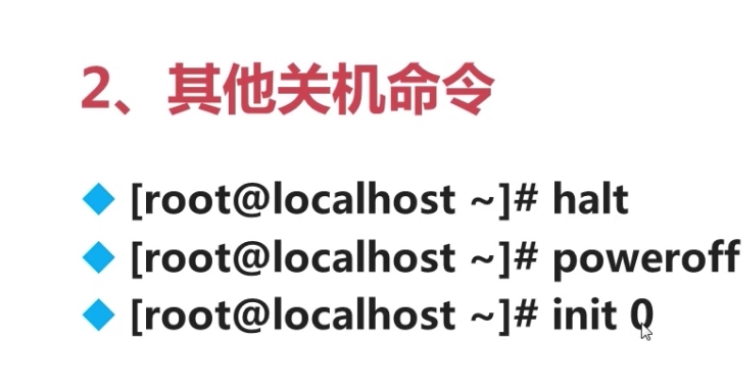 2、其他关机命令
[root@localhost ~]# halt
[root@localhost ~]# poweroff
[root@localhost ~]# init 0